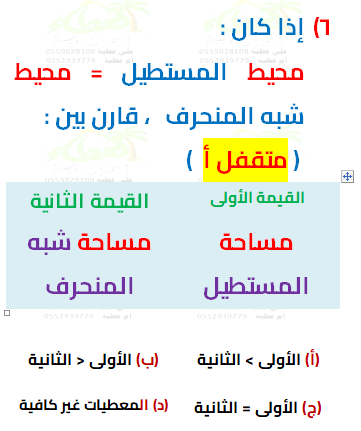 ٦) إذا كان :
محيط المستطيل = محيط
شبه المنحرف ، قارن بين :
( متقفل أ )
القيمة الأولى القيمة الثانية
مساحة مساحة شبه
المستطيل المنحرف
(أ) الأولى > الثانية (ب) الأولى < الثانية
(ج) الأولى = الثانية (د) المعطيات غير كافية